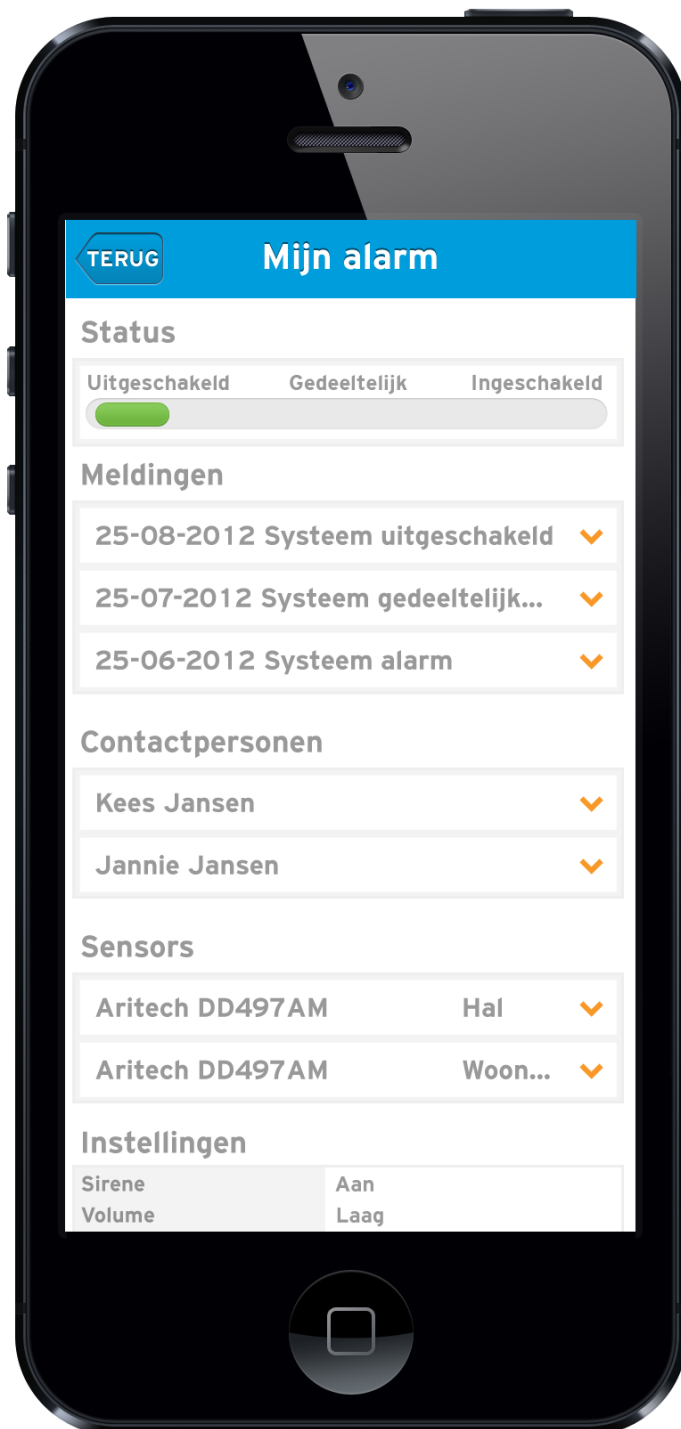 TERUG Mijn alarm
Status
Uitgeschakeld Gedeeltelijk Ingeschakeld
Meldingen
25-08-2012 Systeem uitgeschakeld
25-07-2012 Systeem gedeeltelijk...
25-06-2012 Systeem alarm
Contactpersonen
Kees Jansen
Jannie Jansen
Sensors
Aritech DD497AM Hal
Aritech DD497AM Woon...
Instellingen
Sirene Aan
Volume Laag